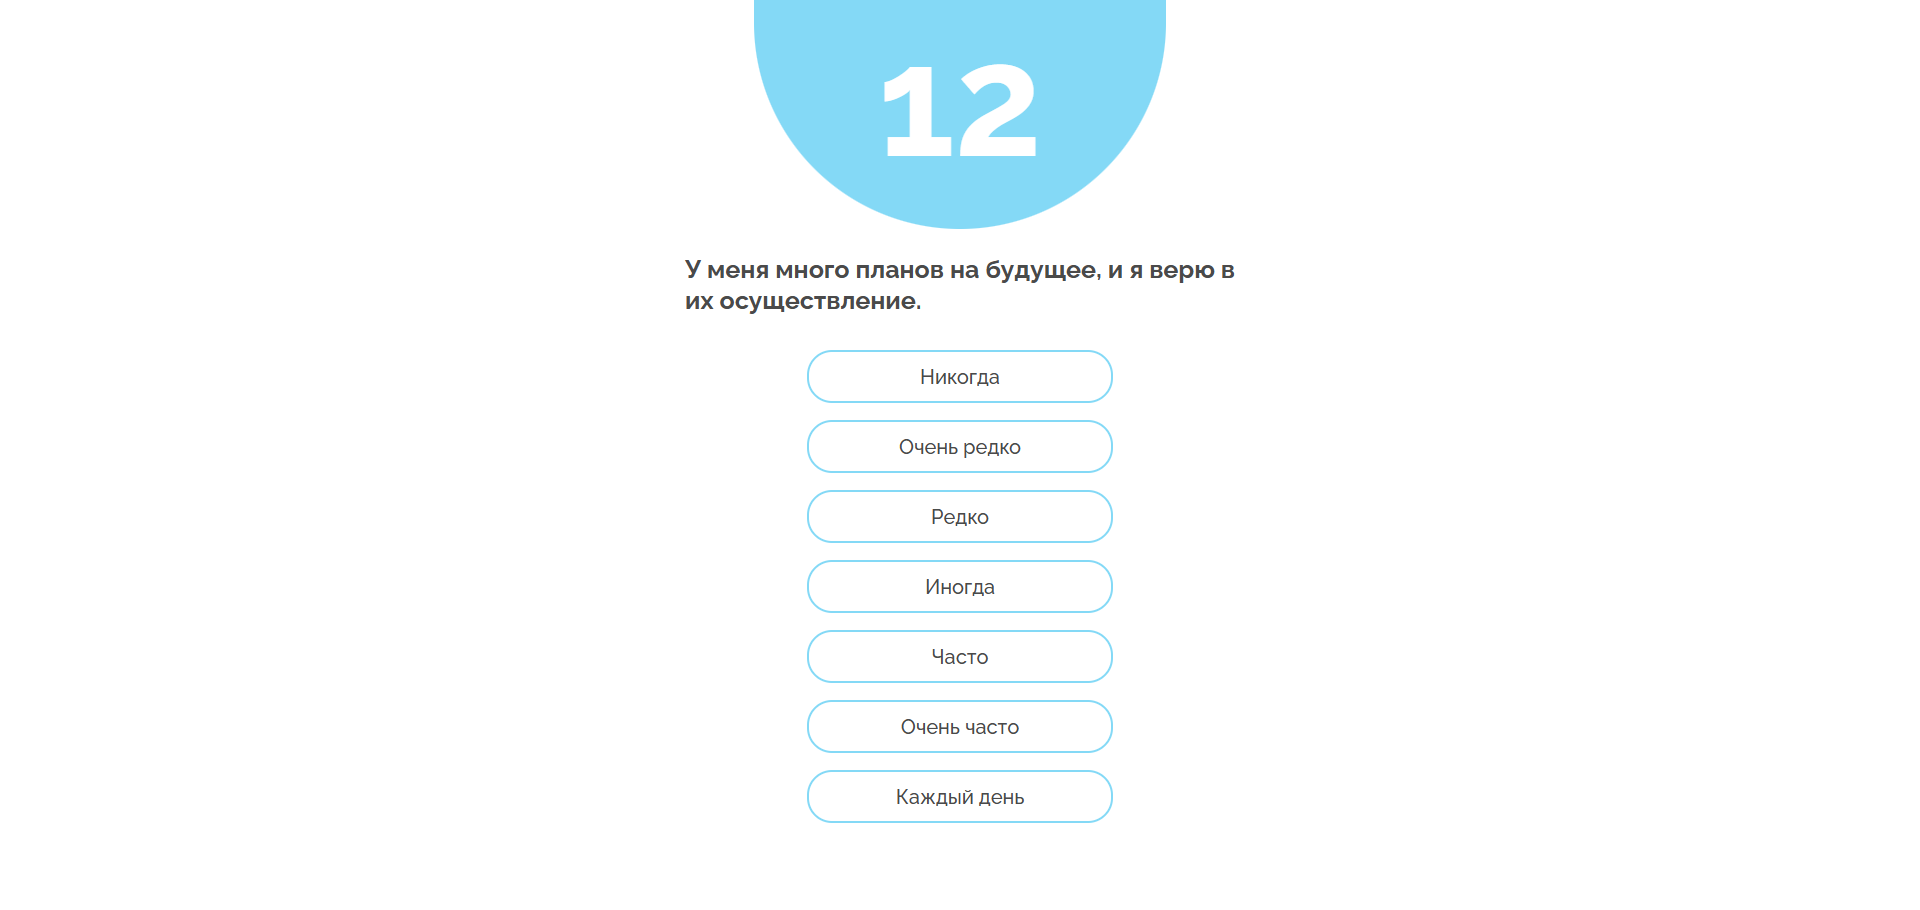 12
У меня много планов на будущее, и я верю в
их осуществление.
Никогда
Очень редко
Редко
Иногда
Часто
Очень часто
Каждый день